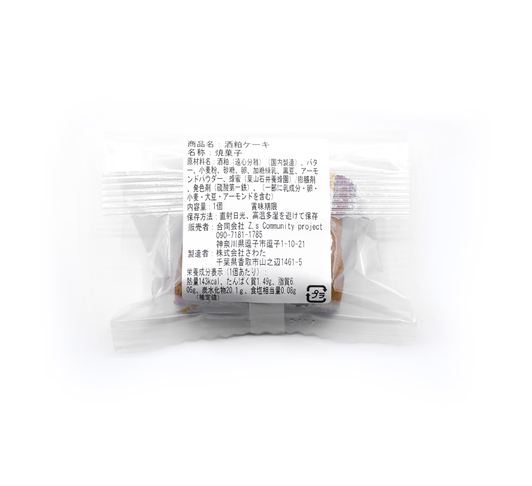 商品名：酒粕ケーキ
名称：焼菓子
原材料名：酒粕（遠心分離）（国内製造）、バタ
ー、小麦粉、砂糖、卵、加糖練乳、黒豆、アーモ
ンドパウダー、蜂蜜（葉山石井養蜂園）/膨脹剤
、発色剤（硫酸第一鉄）、（一部に乳成分・卵・
小麦・大豆・アーモンドを含む）
内容量：1個 賞味期限
保存方法：直射日光、高温多湿を避けて保存
販売者：合同会社 Z,s Community project
090-7181-1785
神奈川県逗子市逗子1-10-21
製造者：株式会社さわた
千葉県香取市山之辺1461-5
栄養成分表示（1個あたり）：
熱量143kcal、たんぱく質1.49g、脂質6.
05g、炭水化物20.1g、食塩相当量0.08g
（推定値）
プラ